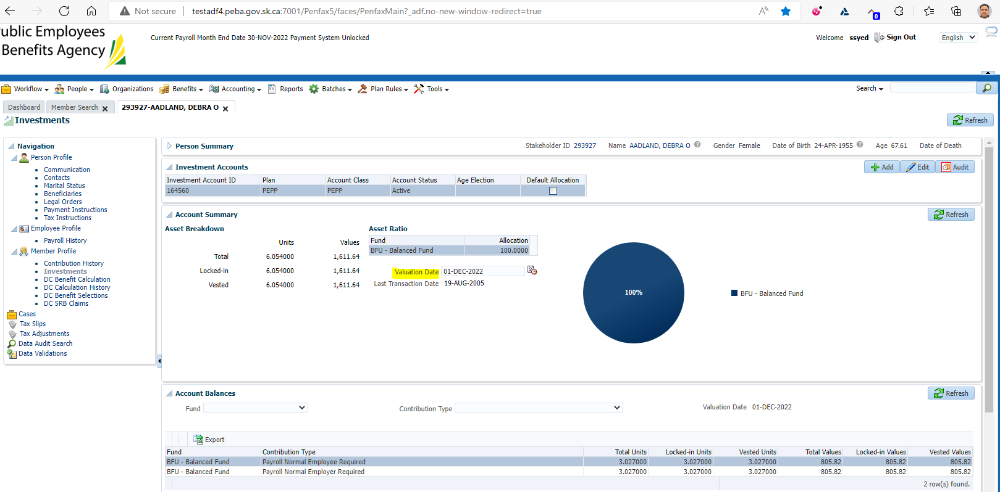 Not secure | testadf4.peba.gov.sk.ca:7001/Penfax5/faces/PenfaxMain?_adf.no-new-window-redirect=true
0
ublic Employees
Benefits Agency
Current Payroll Month End Date 30-NOV-2022 Payment System Unlocked
Welcome ssyed Sign Out English
Workflow People Organizations Benefits Accounting Reports Batches Plan Rules Tools Search
Dashboard Member Search 293927-AADLAND, DEBRA O
Investments Refresh
Navigation
Person Profile
Communication
Contacts
Marital Status
Beneficiaries
Legal Orders
Payment Instructions
Tax Instructions
Employee Profile
Payroll History
Member Profile
Contribution History
Investments
DC Benefit Calculation
DC Calculation History
DC Benefit Selections
DC SRB Claims
Cases
Tax Slips
Tax Adjustments
Data Audit Search
Data Validations
Person Summary Stakeholder ID 293927 Name AADLAND, DEBRA O Gender Female Date of Birth 24-APR-1955 Age 67.61 Date of Death
Investment Accounts Add Edit Audit
Investment Account ID Plan Account Class Account Status Age Election Default Allocation
164560 PEPP PEPP Active
Account Summary Refresh
Asset Breakdown
Units Values
Total 6.054000 1,611.64
Locked-in 6.054000 1,611.64
Vested 6.054000 1,611.64
Asset Ratio
Fund Allocation
BFU - Balanced Fund 100.0000
Valuation Date 01-DEC-2022
Last Transaction Date 19-AUG-2005
100%
BFU - Balanced Fund
Account Balances Refresh
Fund Contribution Type Valuation Date 01-DEC-2022
Export
Fund Contribution Type Total Units Locked-in Units Vested Units Total Values Locked-in Values Vested Values
BFU - Balanced Fund Payroll Normal Employee Required 3.027000 3.027000 3.027000 805.82 805.82 805.82
BFU - Balanced Fund Payroll Normal Employer Required 3.027000 3.027000 3.027000 805.82 805.82 805.82
2 row(s) found.